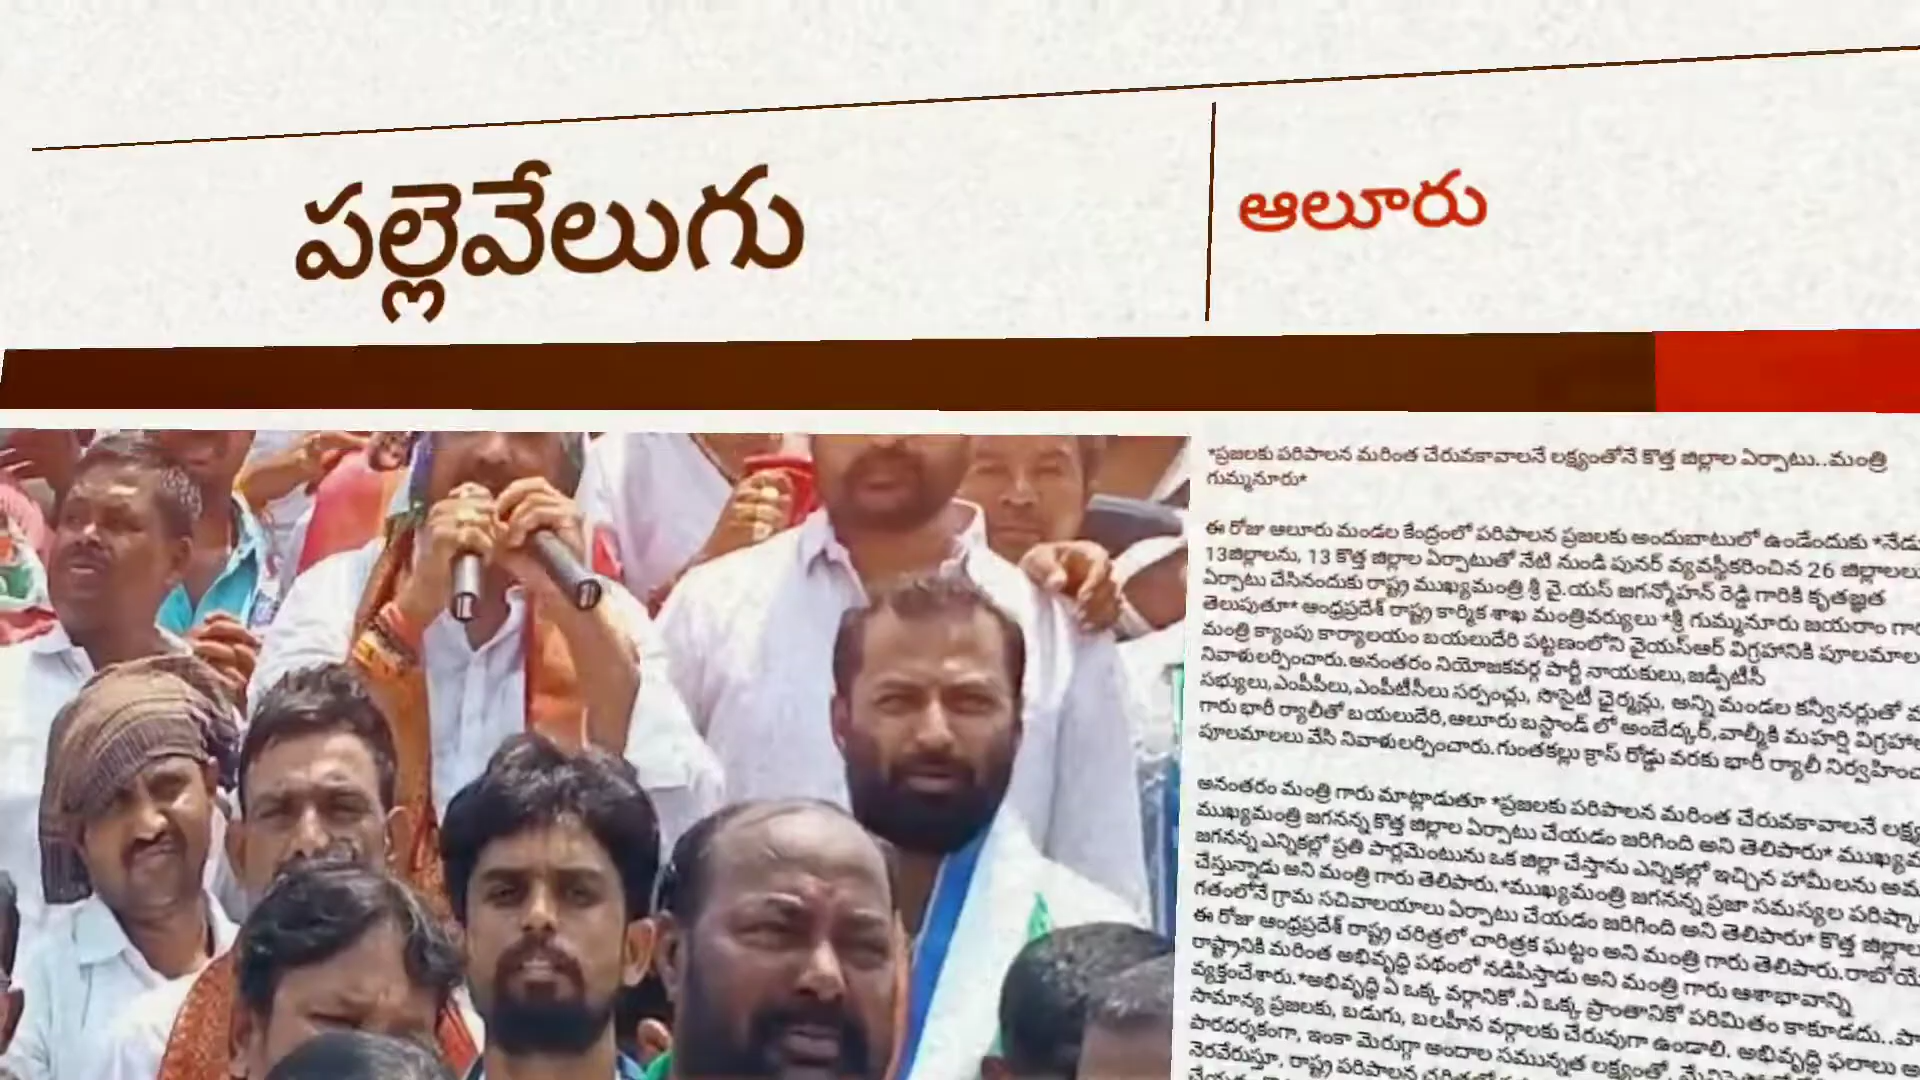 పల్లెవేలుగు
ఆలూరు
*ప్రజలకు పరిపాలన మరింత చేరువకావాలనే లక్ష్యంతోనే కొత్త జిల్లాల ఏర్పాటు..మంత్రి
గుమ్మనూరు*
ఈ రోజు ఆలూరు మండల కేంద్రంలో పరిపాలన ప్రజలకు అందుబాటులో ఉండేందుకు *నేడు
13జిల్లాలను, 13 కొత్త జిల్లాల ఏర్పాటుతో నేటి నుండి పునర్ వ్యవస్థీకరించిన 26 జిల్లాలలు
ఏర్పాటు చేసినందుకు రాష్ట్ర ముఖ్యమంత్రి శ్రీ వై.యస్ జగన్మోహన్ రెడ్డి గారికి కృతజ్ఞత
తెలుపుతూ* ఆంధ్రప్రదేశ్ రాష్ట్ర కార్మిక శాఖ మంత్రివర్యులు *శ్రీ గుమ్మనూరు జయరాం
మంత్రి క్యాంపు కార్యాలయం బయలుదేరి పట్టణంలోని వైయస్ఆర్ విగ్రహానికి
నివాళులర్పించారు.అనంతరం నియోజకవర్గ పార్టీ నాయకులు,జడ్పీటీసీ
సభ్యులు,ఎంపీపీలు,ఎంపీటీసీలు సర్పంచ్లు, సొసైటీ ఛైర్మన్లు, అన్ని మండల కన్వీనర్లుతో
గారు భారీ ర్యాలీతో బయలుదేరి,ఆలూరు బస్టాండ్ లో అంబేద్కర్,వాల్మీకి మహర్షి
పూలమాలలు వేసి నివాళులర్పించారు.గుంతకల్లు క్రాస్ రోడ్డు వరకు భారీ ర్యాలీ
అనంతరం మంత్రి గారు మాట్లాడుతూ *ప్రజలకు పరిపాలన మరింత చేరువకావాలనే
ముఖ్యమంత్రి జగనన్న కొత్త జిల్లాల ఏర్పాటు చేయడం జరిగింది అని తెలిపారు*
జగనన్న ఎన్నికల్లో ప్రతి పార్లమెంటును ఒక జిల్లా చేస్తాను ఎన్నికల్లో ఇచ్చిన హామీలను
చేస్తున్నాడు అని మంత్రి గారు తెలిపారు.*ముఖ్యమంత్రి జగనన్న ప్రజా సమస్యల
గతంలోనే గ్రామ సచివాలయాలు ఏర్పాటు చేయడం జరిగింది అని తెలిపారు* కొత్త
ఈ రోజు ఆంధ్రప్రదేశ్ రాష్ట్ర చరిత్రలో చారిత్రక ఘట్టం అని మంత్రి గారు తెలిపారు.
రాష్ట్రానికి మరింత అభివృద్ధి పథంలో నడిపిస్తాడు అని మంత్రి గారు ఆశాభావాన్ని
వ్యక్తంచేశారు.*అభివృద్ధి ఏ ఒక్క వర్గానికో.ఏ ఒక్క ప్రాంతానికో పరిమితం కాకూడదు..
సామాన్య ప్రజలకు, బడుగు, బలహీన వర్గాలకు చేరువుగా ఉండాలి. అభివృద్ధి ఫలాలు
పారదర్శకంగా, ఇంకా మెరుగ్గా అందాల సమున్నత లక్ష్యంతో,
నెరవేరుస్తూ, రాష్ట్ర పరిపాలన